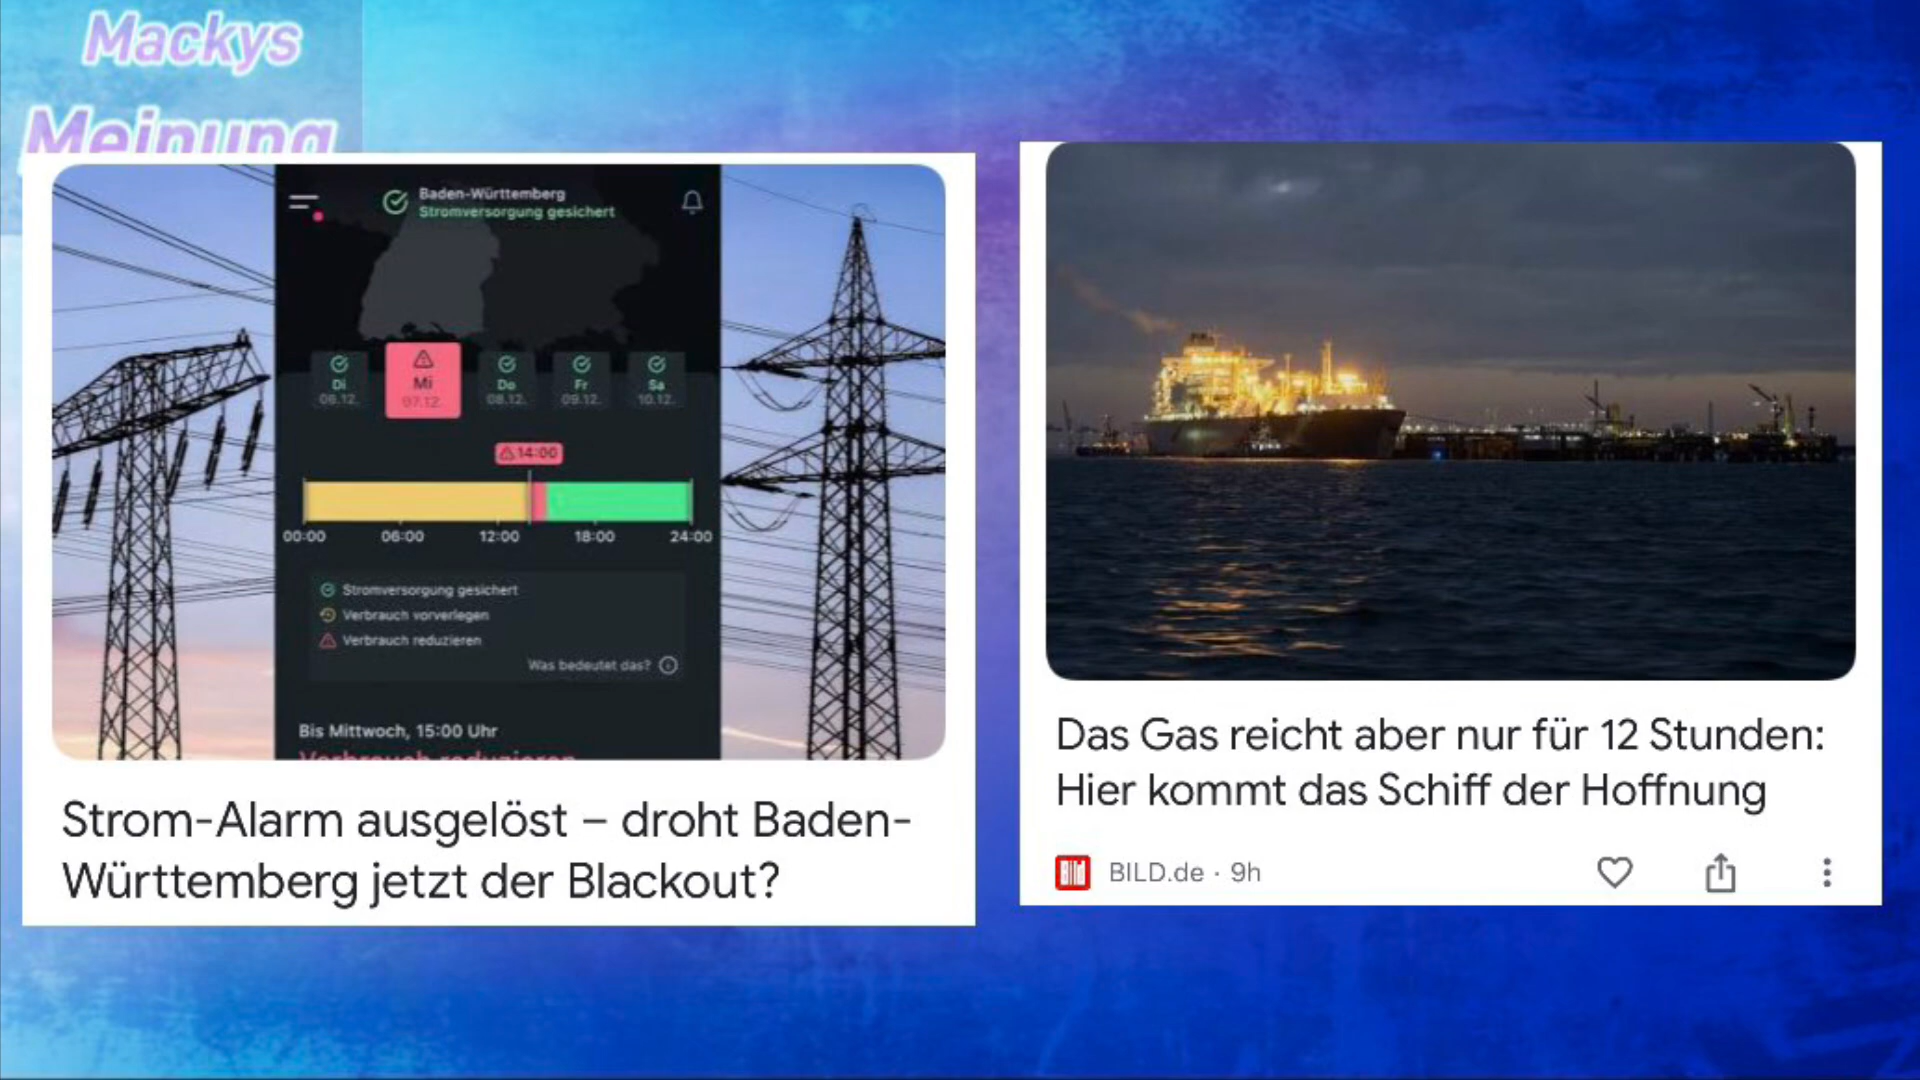 Mackys
Meinung
Baden-Württemberg
Stromversorgung gesichert
Di
06.12.
Mi
07.12.
Do
08.12.
Fr
09.12.
Sa
10.12.
14:00
00:00 06:00 12:00 18:00 24:00
Stromversorgung gesichert
Verbrauch vorverlegen
Verbrauch reduzieren
Was bedeutet das?
Bis Mittwoch, 15:00 Uhr
Verbrauch reduzieren
Strom-Alarm ausgelöst – droht Baden-
Württemberg jetzt der Blackout?
Das Gas reicht aber nur für 12 Stunden:
Hier kommt das Schiff der Hoffnung
Bild BILD.de · 9h